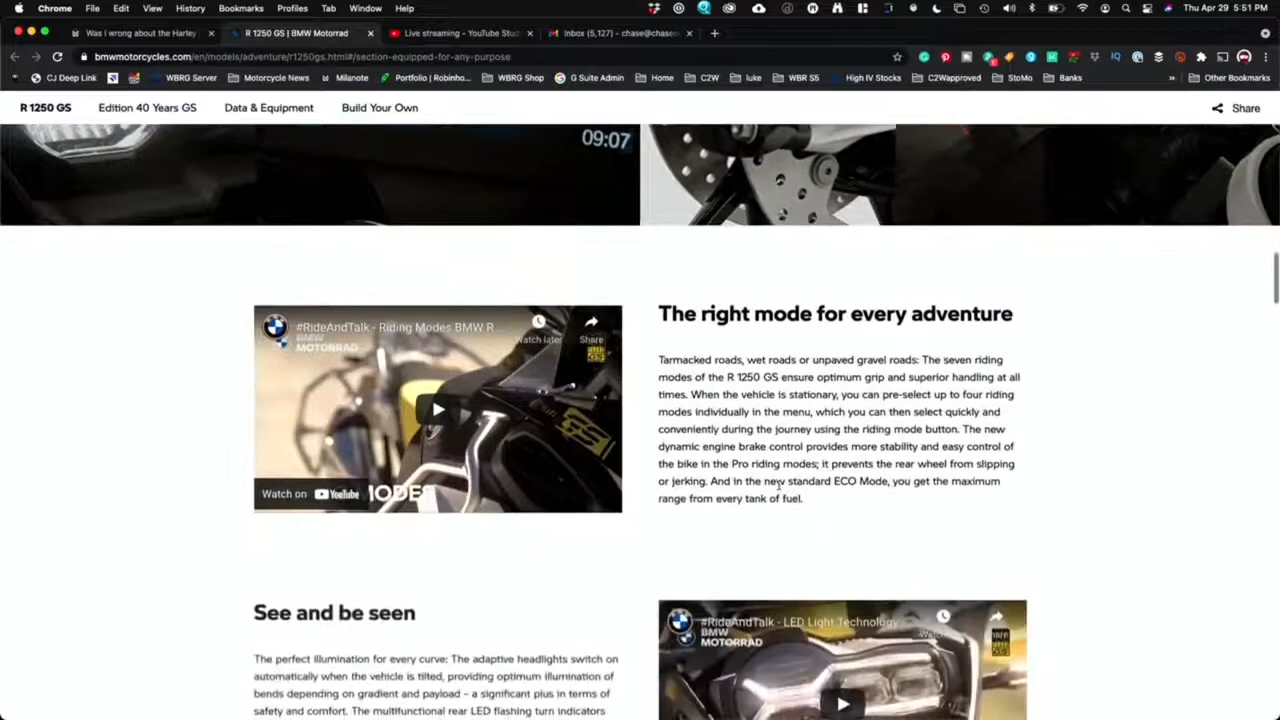 Chrome File Edit View History Bookmarks Profiles Tab Window Help Thu Apr 29 5:51 PM
Was i wrong about the Harley R 1250 GS | BMW Motorrad Live streaming - YouTube Stud Inbox (5,127) - chase@chase
bmwmotorcycles.com/en/models/adventure/r1250gs.html#/section-equipped-for-any-purpose
CJ Deep Link WBRG Server Motorcycle News Milanote Portfolio | Robinho... WBRG Shop G Suite Admin Home C2W luke WBR S5 High IV Stocks C2Wapproved StoMo Banks » Other Bookmarks
R 1250 GS Edition 40 Years GS Data & Equipment Build Your Own Share
09:07
#RideAndTalk - Riding Modes BMW R ...
BMW
MOTORRAD
Watch later Share
GS
Watch on YouTube
MODES
The right mode for every adventure
Tarmacked roads, wet roads or unpaved gravel roads: The seven riding
modes of the R 1250 GS ensure optimum grip and superior handling at all
times. When the vehicle is stationary, you can pre-select up to four riding
modes individually in the menu, which you can then select quickly and
conveniently during the journey using the riding mode button. The new
dynamic engine brake control provides more stability and easy control of
the bike in the Pro riding modes; it prevents the rear wheel from slipping
or jerking. And in the new standard ECO Mode, you get the maximum
range from every tank of fuel.
See and be seen
The perfect illumination for every curve: The adaptive headlights switch on
automatically when the vehicle is tilted, providing optimum illumination of
bends depending on gradient and payload – a significant plus in terms of
safety and comfort. The multifunctional rear LED flashing turn indicators
#RideAndTalk - LED Light Technology
BMW
MOTORRAD